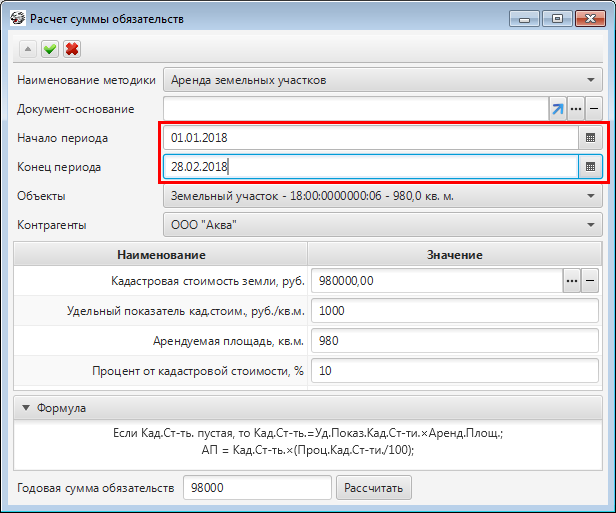 Расчет суммы обязательств
Наименование методики Аренда земельных участков
Документ-основание
Начало периода 01.01.2018
Конец периода 28.02.2018
Объекты Земельный участок - 18:00:0000000:06 - 980,0 кв. м.
Контрагенты ООО "Аква"
Наименование Значение
Кадастровая стоимость земли, руб. 980000,00
Удельный показатель кад.стоим., руб./кв.м. 1000
Арендуемая площадь, кв.м. 980
Процент от кадастровой стоимости, % 10
Формула
Если Кад.Ст-ть. пустая, то Кад.Ст-ть.=Уд.Показ.Кад.Ст-ти.×Аренд.Площ.;
АП = Кад.Ст-ть.×(Проц.Кад.Ст-ти./100);
Годовая сумма обязательств 98000 Рассчитать